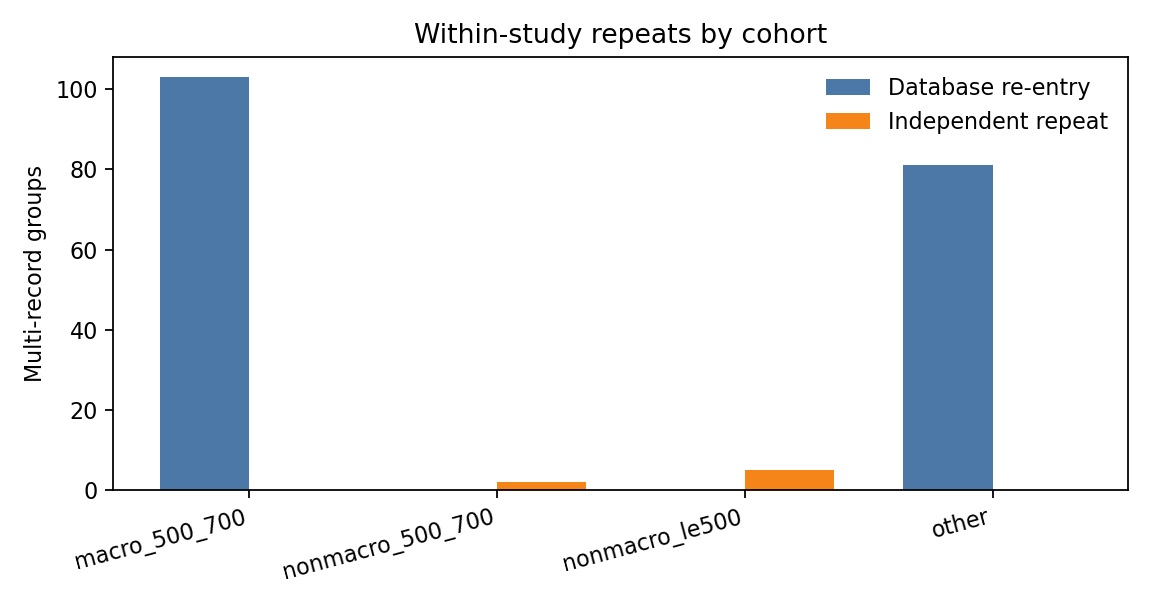 Within-study repeats by cohort
Database re-entry
Independent repeat
Multi-record groups
100
80
60
40
20
0
macro_500_700
nonmacro_500_700
nonmacro_le500
other